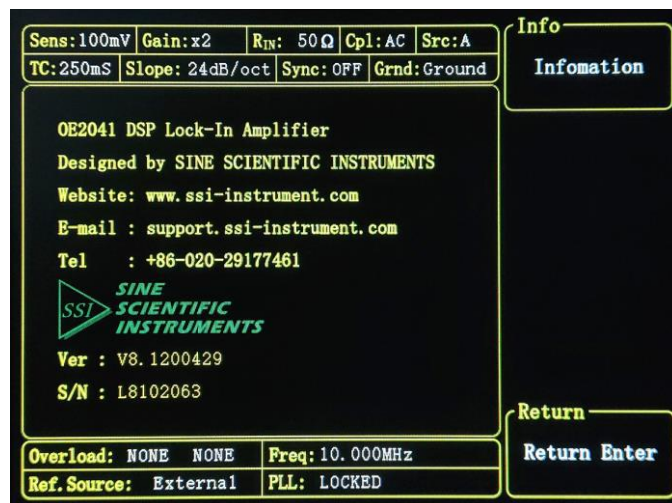 Sens:100mV Gain:x2 RIN: 50Ω Cpl:AC Src:A
TC:250mS Slope: 24dB/oct Sync:OFF Grnd:Ground
Info
Infomation
OE2041 DSP Lock-In Amplifier
Designed by SINE SCIENTIFIC INSTRUMENTS
Website: www.ssi-instrument.com
E-mail : support.ssi-instrument.com
Tel : +86-020-29177461
SSI
SINE
SCIENTIFIC
INSTRUMENTS
Ver : V8.1200429
S/N : L8102063
Return
Return Enter
Overload: NONE NONE Freq:10.000MHz
Ref.Source: External PLL: LOCKED